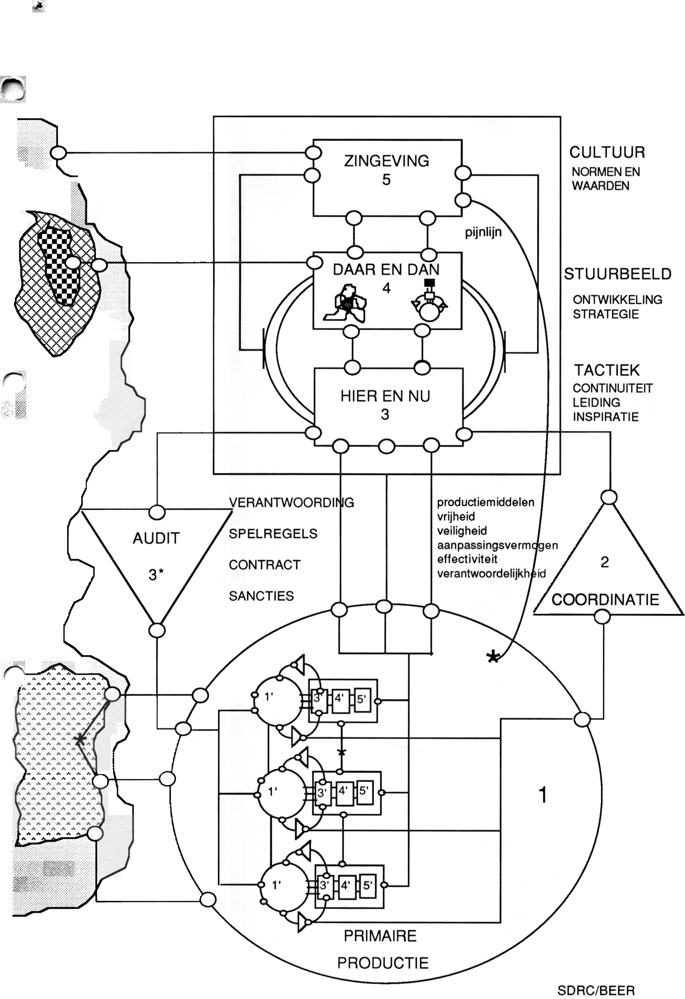 ZINGEVING
5
CULTUUR
NORMEN EN
WAARDEN
pijnlijn
DAAR EN DAN
4
STUURBEELD
ONTWIKKELING
STRATEGIE
HIER EN NU
3
TACTIEK
CONTINUITEIT
LEIDING
INSPIRATIE
AUDIT
3*
VERANTWOORDING
SPELREGELS
CONTRACT
SANCTIES
productiemiddelen
vrijheid
veiligheid
aanpassingsvermogen
effectiviteit
verantwoordelijkheid
2
COORDINATIE
*
1' 3' 4' 5'
*
*
1' 3' 4' 5'
1
1' 3' 4' 5'
PRIMAIRE
PRODUCTIE
SDRC/BEER